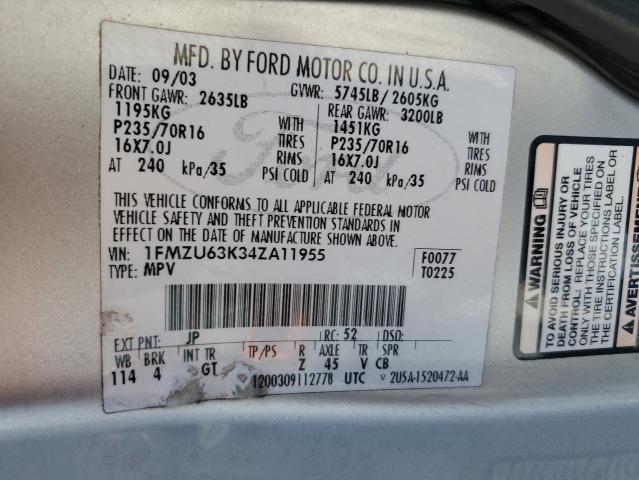 MFD. BY FORD MOTOR CO. IN U.S.A.
DATE: 09/03 GVWR: 5745LB/ 2605KG
FRONT GAWR: 2635LB REAR GAWR: 3200LB
1195KG WITH 1451KG WITH
P235/70R16 TIRES P235/70R16 TIRES
16X7.0J RIMS 16X7.0J RIMS
AT 240 kPa/35 PSI COLD AT 240 kPa/35 PSI COLD
THIS VEHICLE CONFORMS TO ALL APPLICABLE FEDERAL MOTOR
VEHICLE SAFETY AND THEFT PREVENTION STANDARDS IN
EFFECT ON THE DATE OF MANUFACTURE SHOWN ABOVE.
VIN: 1FMZU63K34ZA11955 F0077
TYPE: MPV T0225
EXT PNT: JP RC: 52 DSO:
WB BRK INT TR TP/PS R AXLE TR SPR
114 4 GT Z 45 V CB
1200309112778 UTC 2U5A-1520472-AA
Ford
WARNING
TO AVOID SERIOUS INJURY OR
DEATH FROM LOSS OF VEHICLE
CONTROL: REPLACE YOUR TIRES
WITH THOSE SPECIFIED ON
THE TIRE INFORMATION LABEL
THE CERTIFICATION LABEL.
AVERTISSEMENT